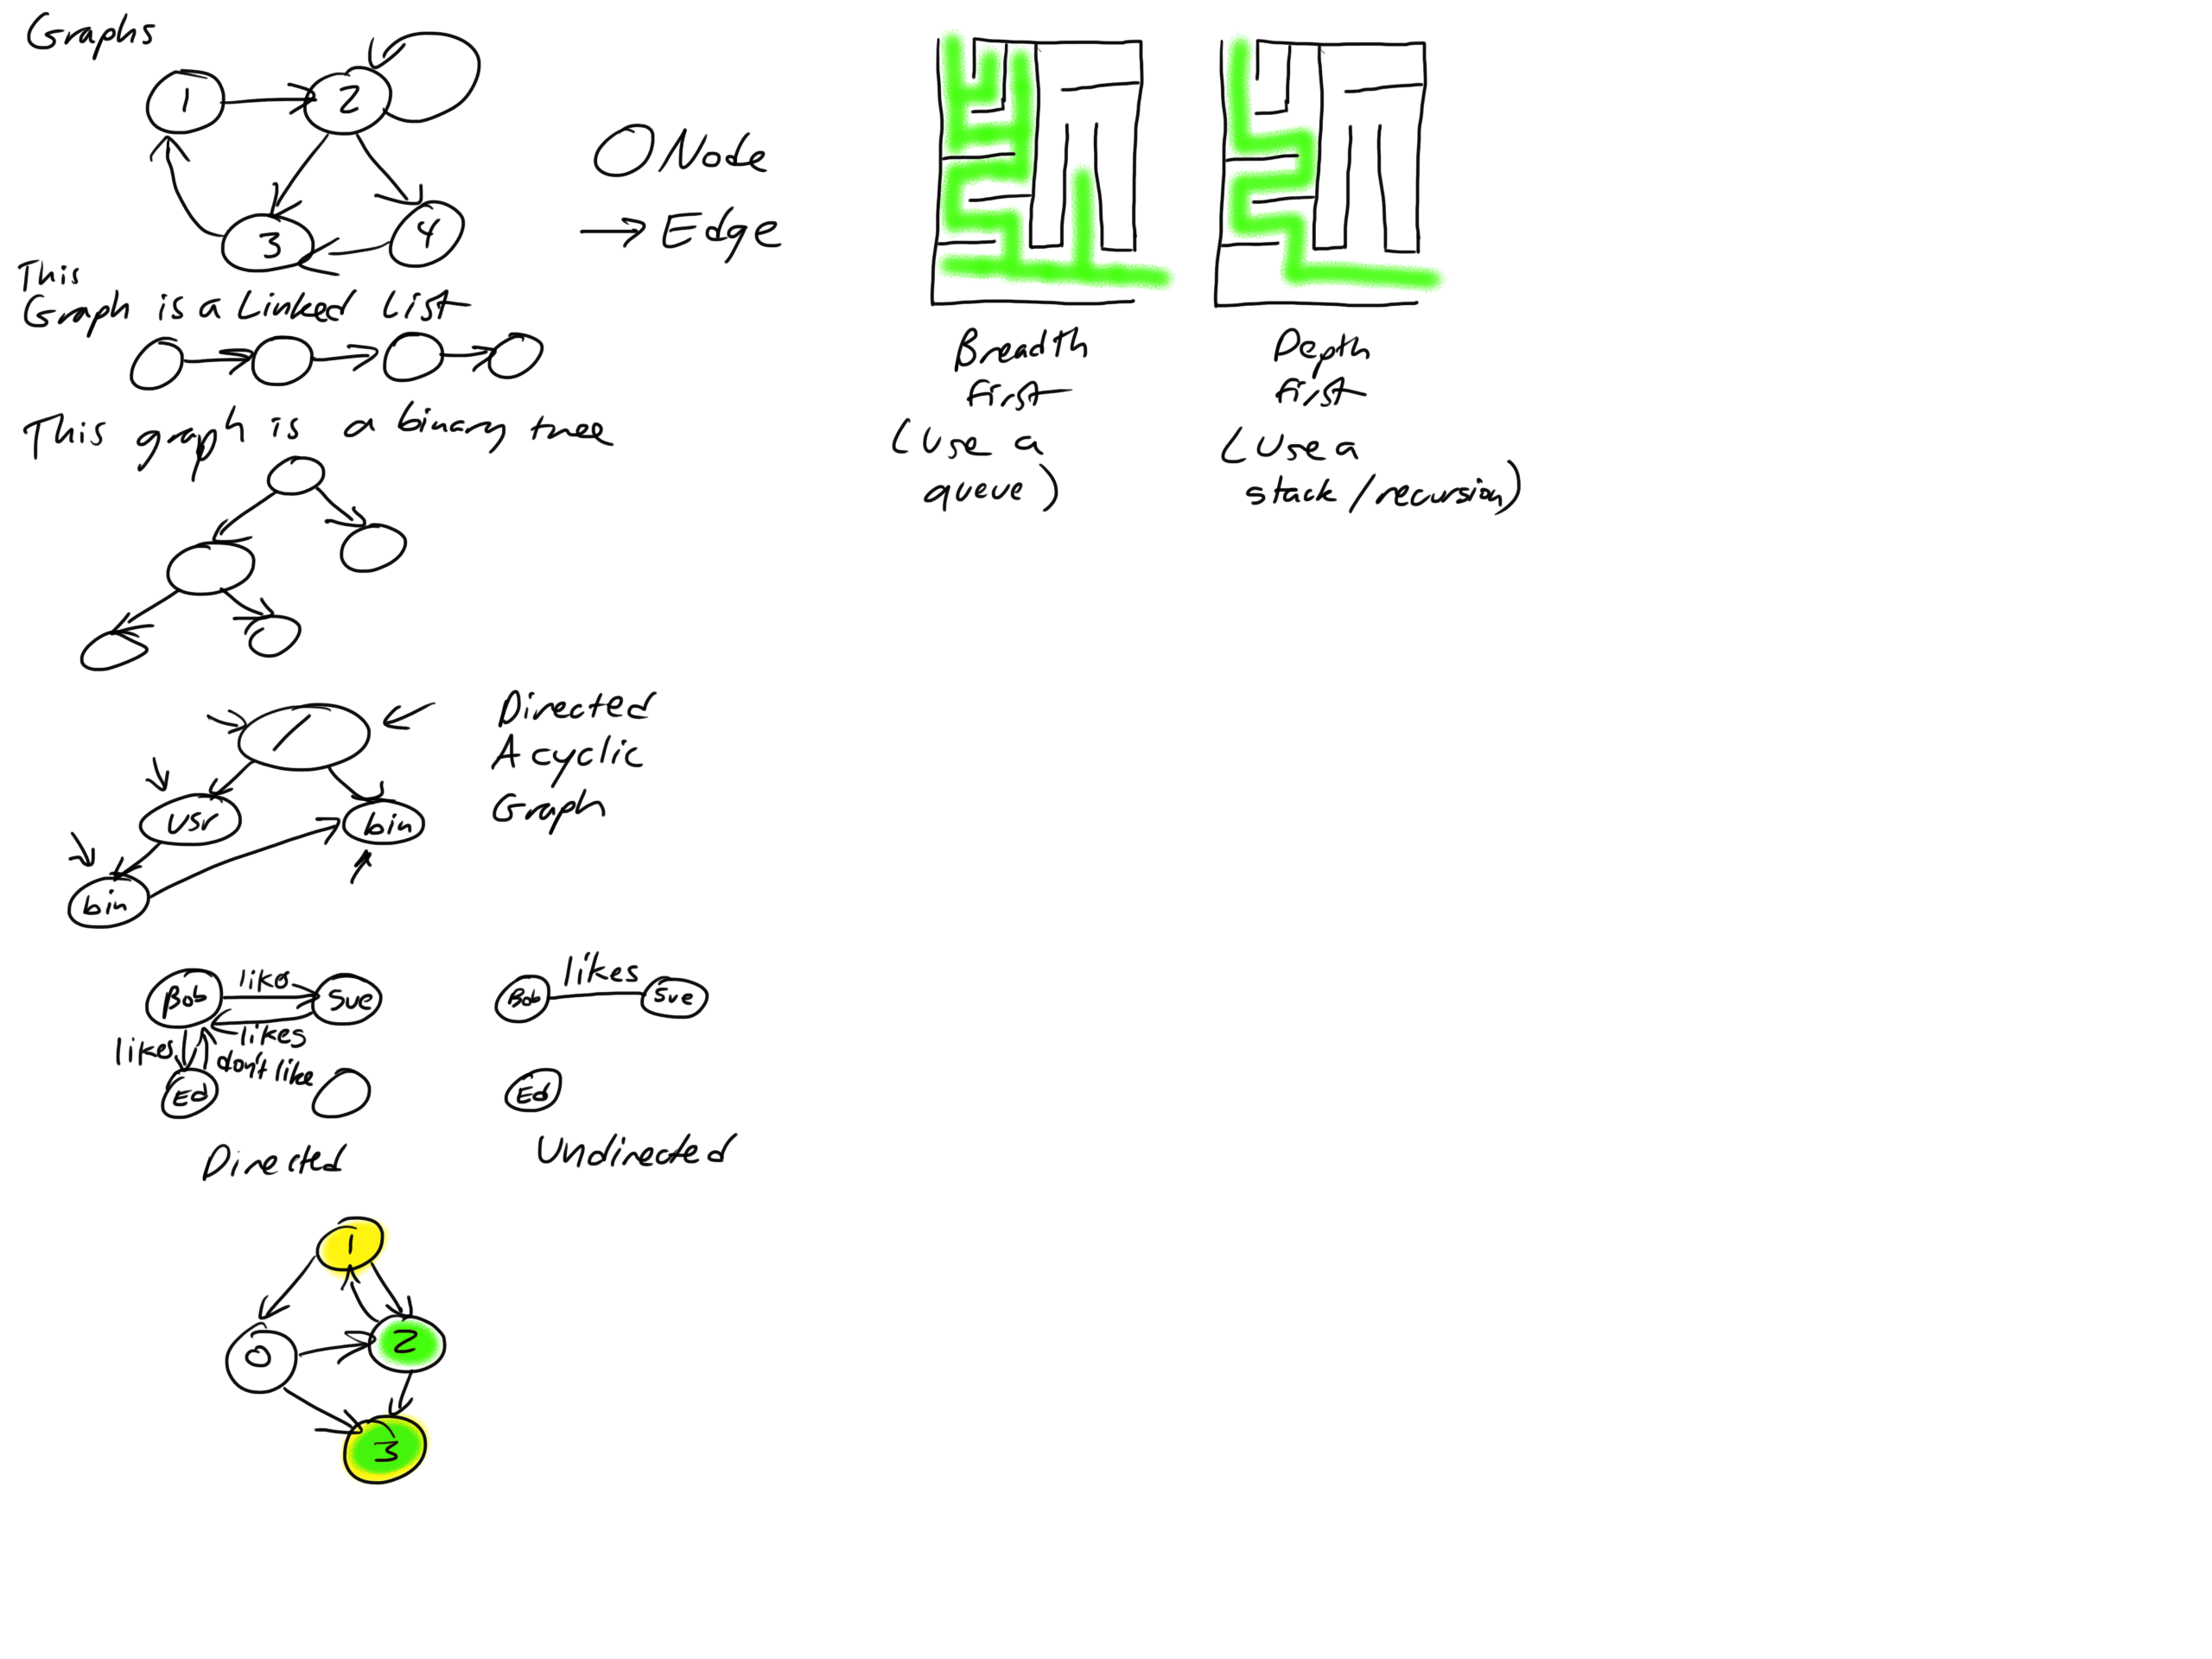 Graphs
1
2
3
4
Node
Edge
This
Graph is a Linked List
This graph is a binary tree
/
usr
bin
bin
Directed
Acyclic
Graph
Bob
likes
Sue
likes
likes
don't like
Ed
Directed
Bob
likes
Sue
Ed
Undirected
1
0
2
3
Breadth
first
(Use a
queue)
Depth
first
(Use a
stack/recursion)